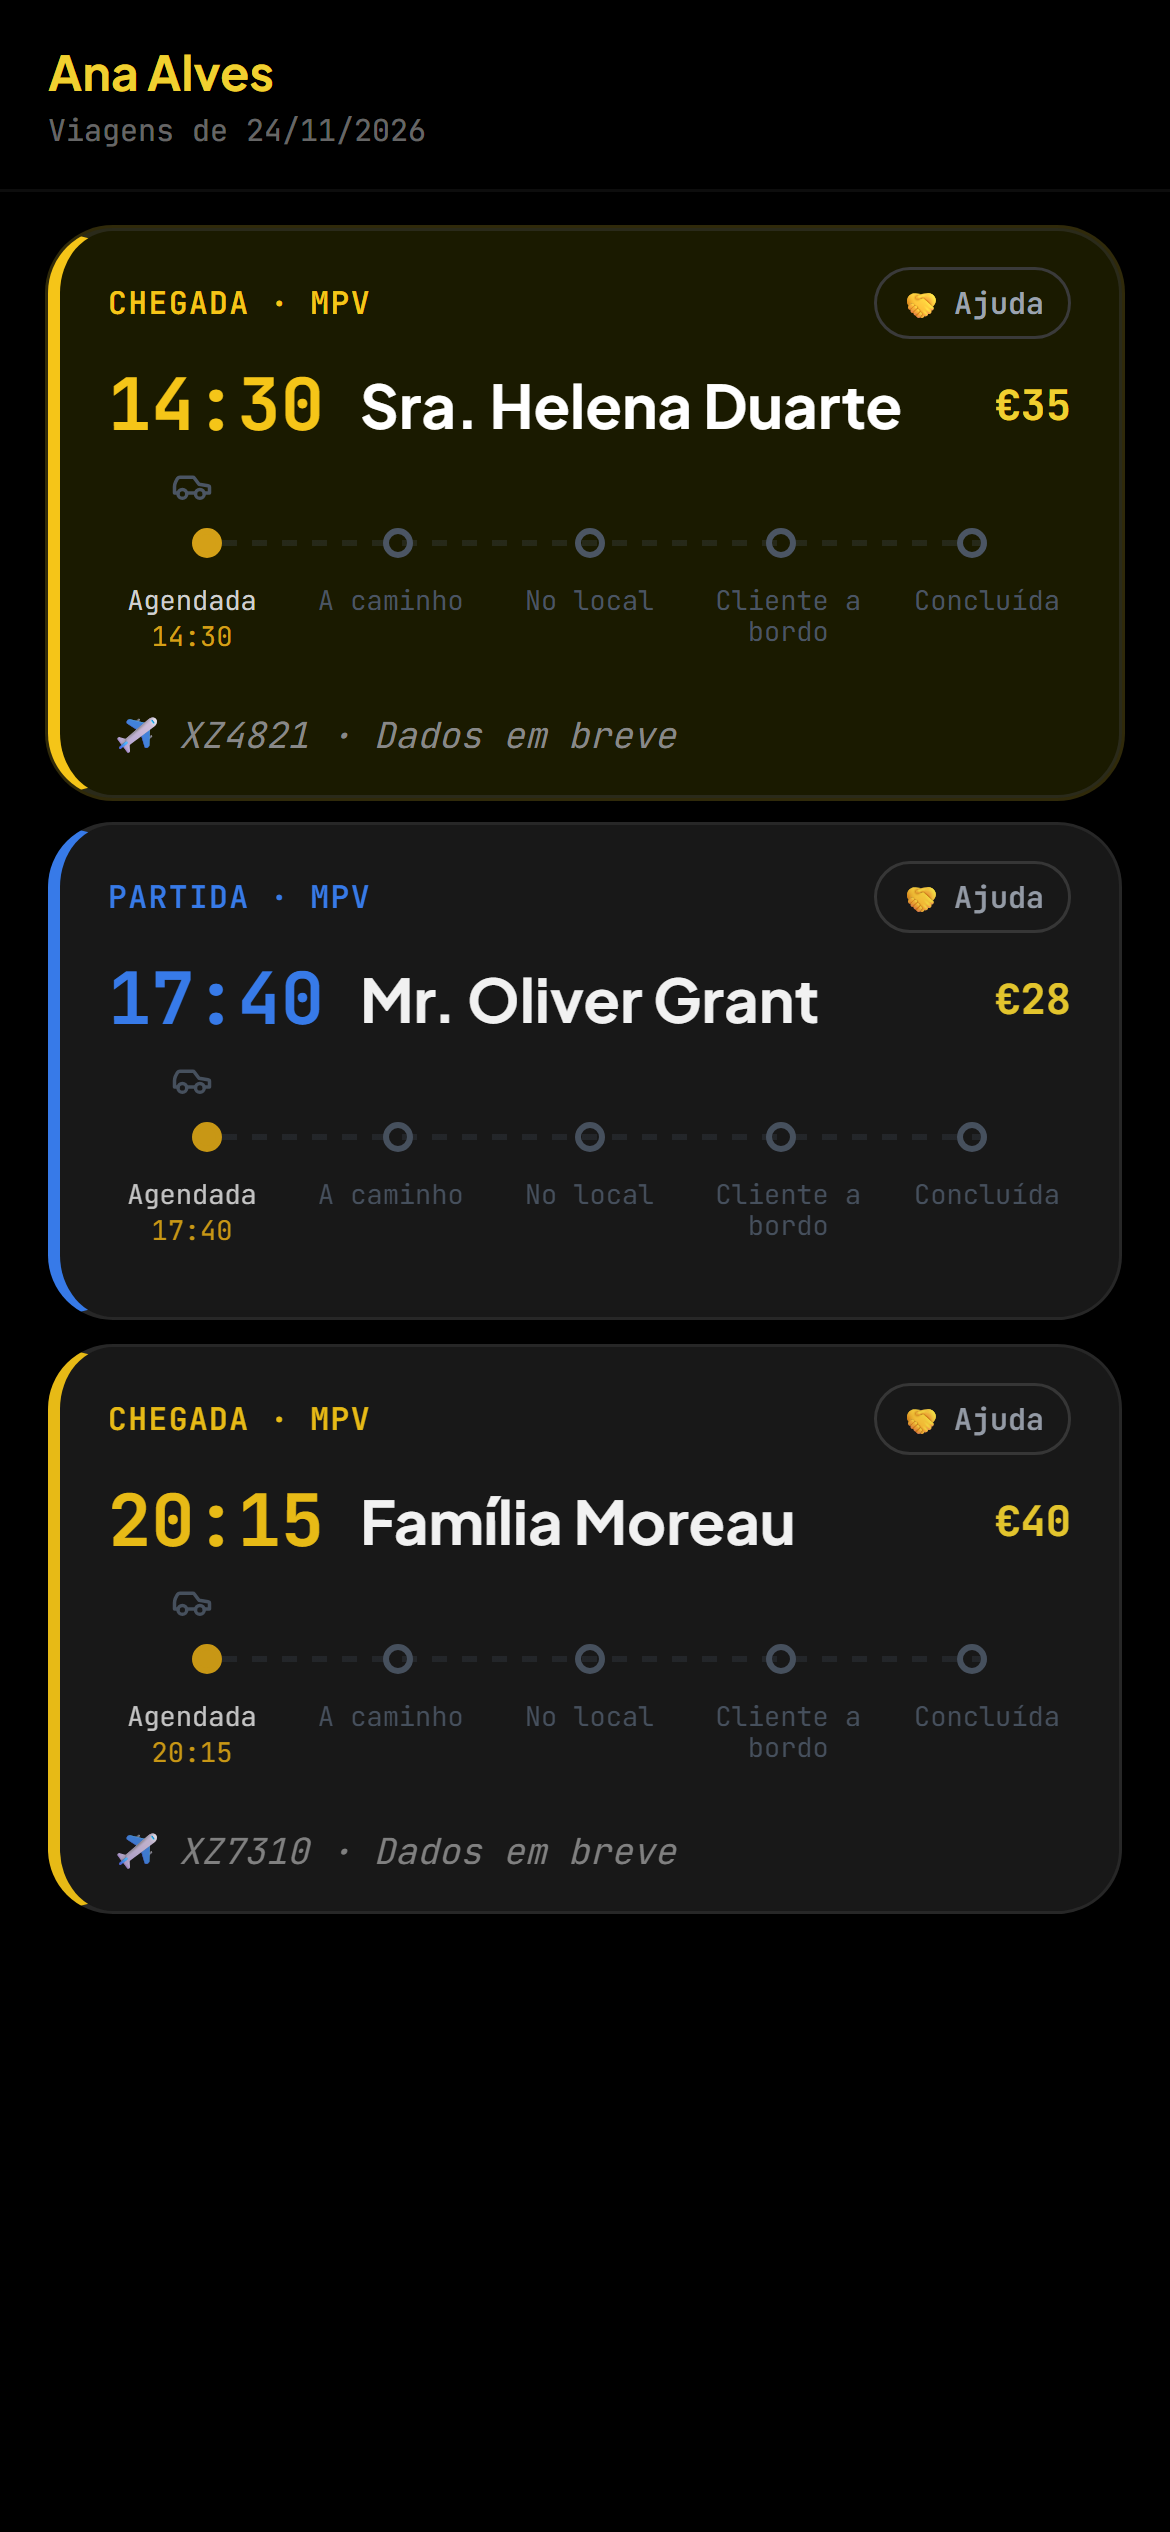 Ana Alves
Viagens de 24/11/2026
CHEGADA · MPV
Ajuda
14:30 Sra. Helena Duarte €35
Agendada A caminho No local Cliente a bordo Concluída
14:30
XZ4821 · Dados em breve
PARTIDA · MPV
Ajuda
17:40 Mr. Oliver Grant €28
Agendada A caminho No local Cliente a bordo Concluída
17:40
CHEGADA · MPV
Ajuda
20:15 Família Moreau €40
Agendada A caminho No local Cliente a bordo Concluída
20:15
XZ7310 · Dados em breve